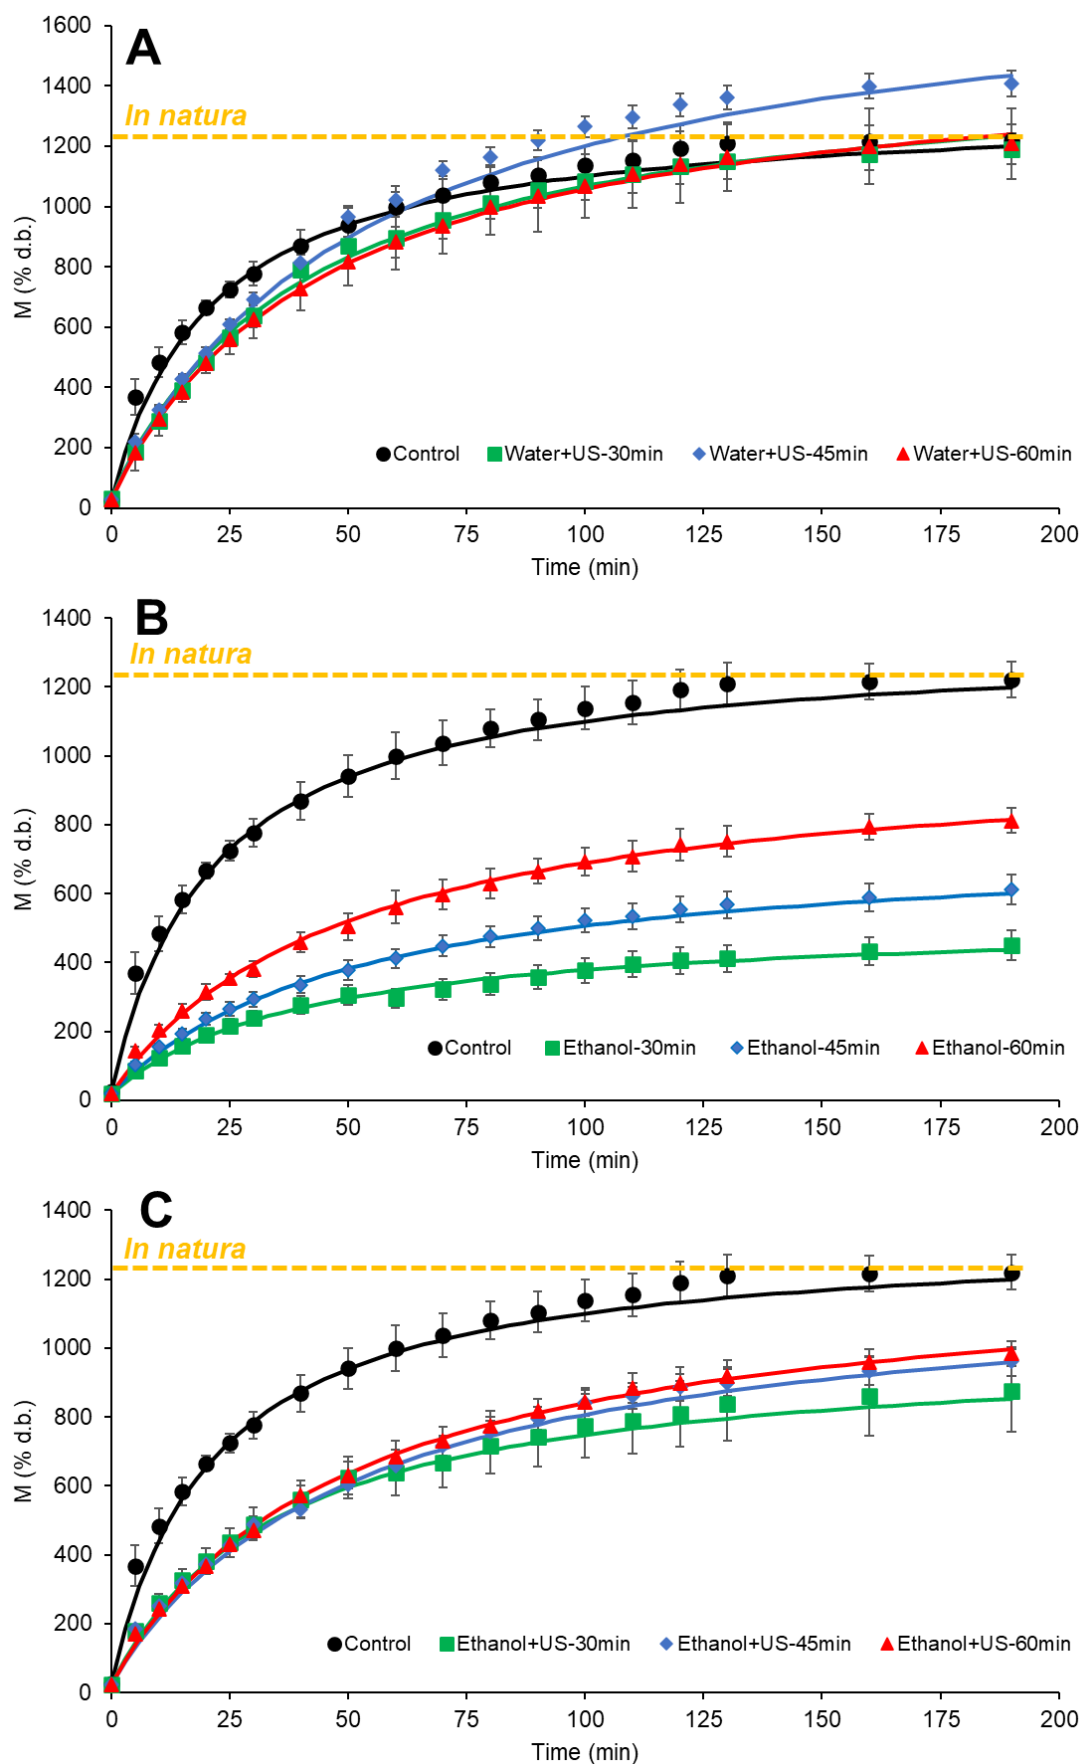 A
In natura
M (% d.b.)
1600
1400
1200
1000
800
600
400
200
0
Control Water+US-30min Water+US-45min Water+US-60min
0 25 50 75 100 125 150 175 200
Time (min)
B
In natura
M (% d.b.)
1400
1200
1000
800
600
400
200
0
Control Ethanol-30min Ethanol-45min Ethanol-60min
0 25 50 75 100 125 150 175 200
Time (min)
C
In natura
M (% d.b.)
1400
1200
1000
800
600
400
200
0
Control Ethanol+US-30min Ethanol+US-45min Ethanol+US-60min
0 25 50 75 100 125 150 175 200
Time (min)